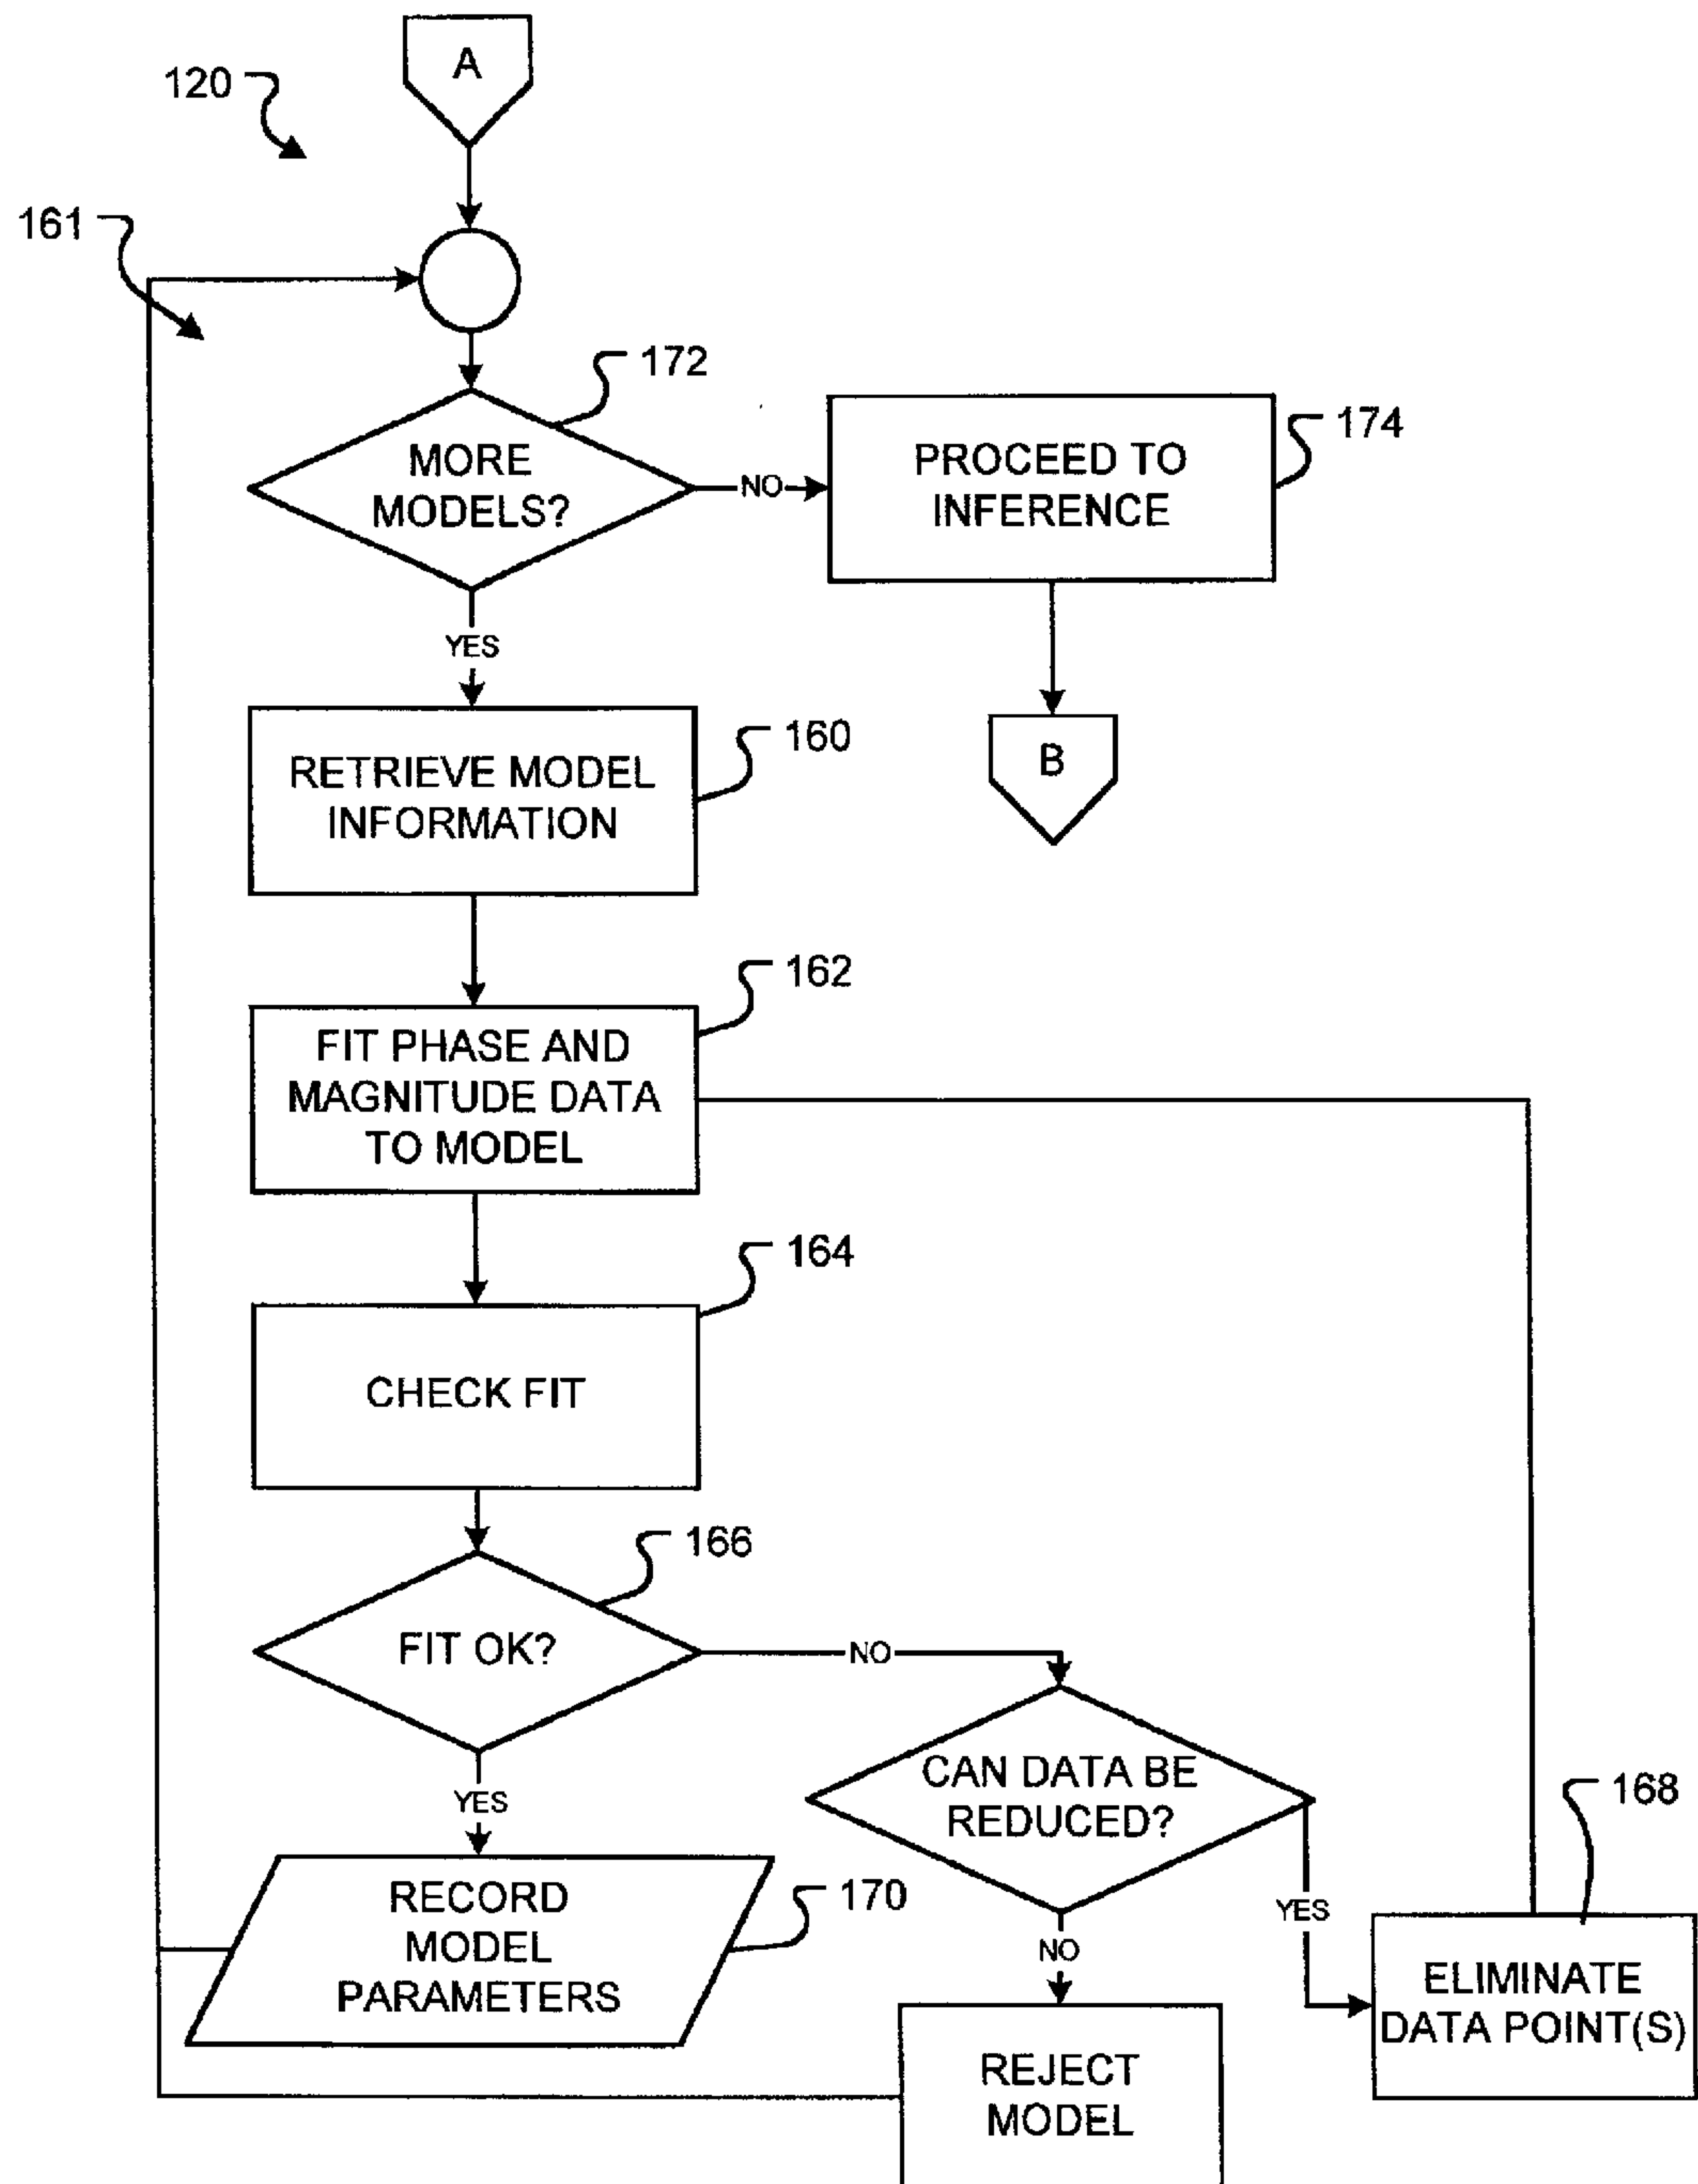 A
120
161
172
MORE
MODELS?
NO
PROCEED TO
INFERENCE
174
YES
RETRIEVE MODEL
INFORMATION
160
B
FIT PHASE AND
MAGNITUDE DATA
TO MODEL
162
CHECK FIT
164
FIT OK?
166
NO
YES
CAN DATA BE
REDUCED?
168
RECORD
MODEL
PARAMETERS
170
NO
YES
ELIMINATE
DATA POINT(S)
REJECT
MODEL